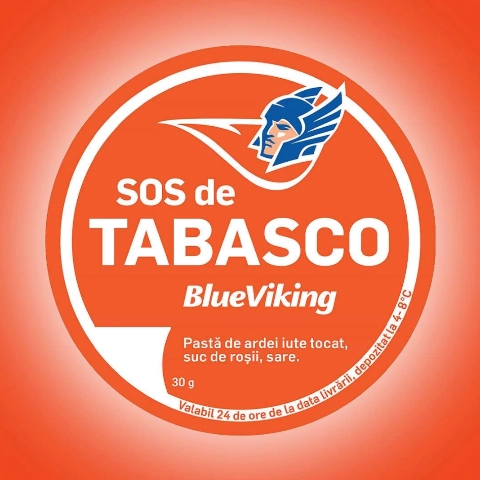 SOS de
TABASCO
BlueViking
Pastă de ardei iute tocat,
suc de roșii, sare.
30 g
Valabil 24 de ore de la data livrării, depozitat la 4- 8°C